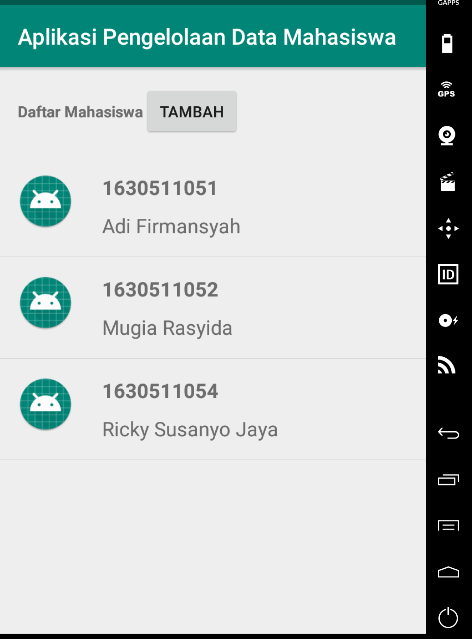 GAPPS
Aplikasi Pengelolaan Data Mahasiswa
GPS
Daftar Mahasiswa TAMBAH
1630511051
Adi Firmansyah
1630511052
Mugia Rasyida
ID
1630511054
Ricky Susanyo Jaya